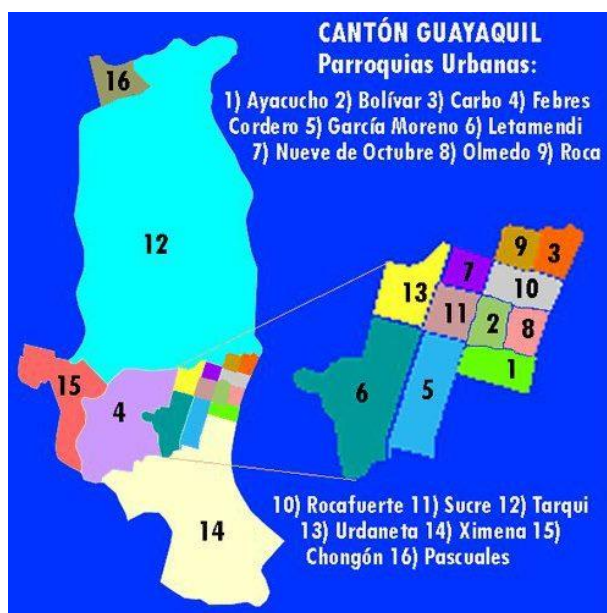 CANTÓN GUAYAQUIL
Parroquias Urbanas:
1) Ayacucho 2) Bolívar 3) Carbo 4) Febres
Cordero 5) García Moreno 6) Letamendi
7) Nueve de Octubre 8) Olmedo 9) Roca
16
12
9
3
7
10
13
11
2
8
1
15
4
6
5
14
10) Rocafuerte 11) Sucre 12) Tarqui
13) Urdaneta 14) Ximena 15)
Chongón 16) Pascuales